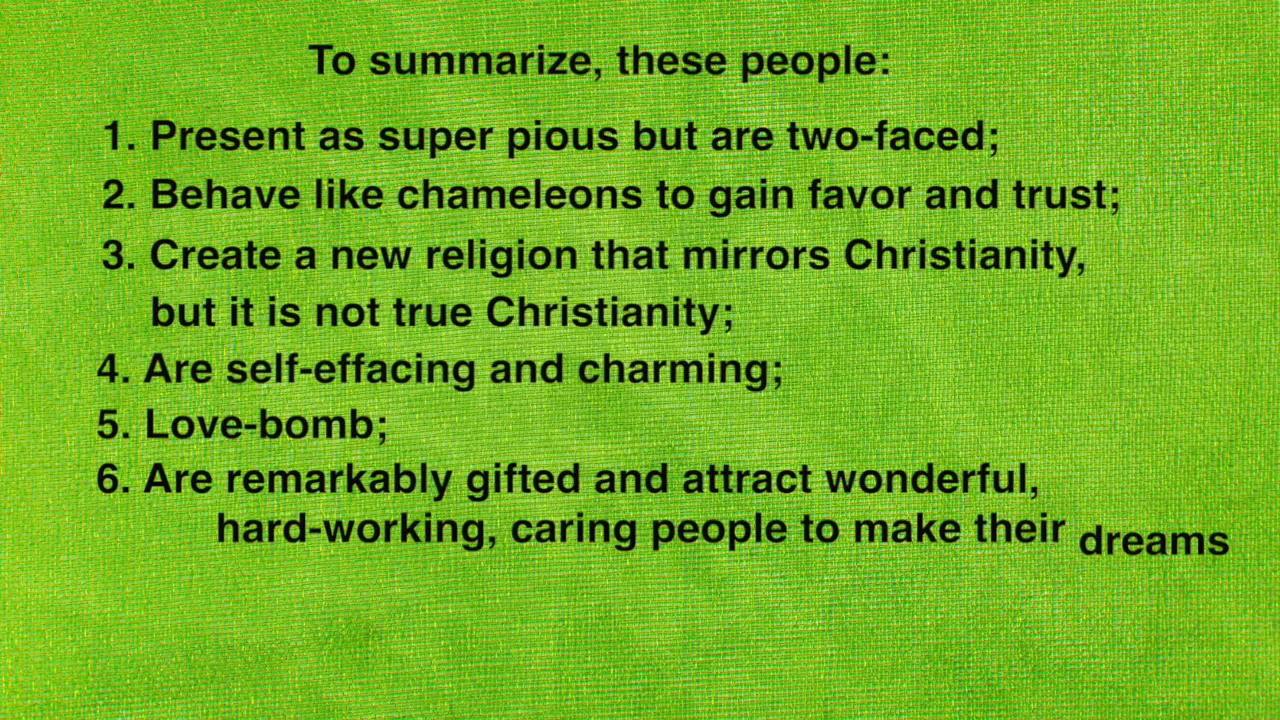 To summarize, these people:
1. Present as super pious but are two-faced;
2. Behave like chameleons to gain favor and trust;
3. Create a new religion that mirrors Christianity,
but it is not true Christianity;
4. Are self-effacing and charming;
5. Love-bomb;
6. Are remarkably gifted and attract wonderful,
hard-working, caring people to make their dreams